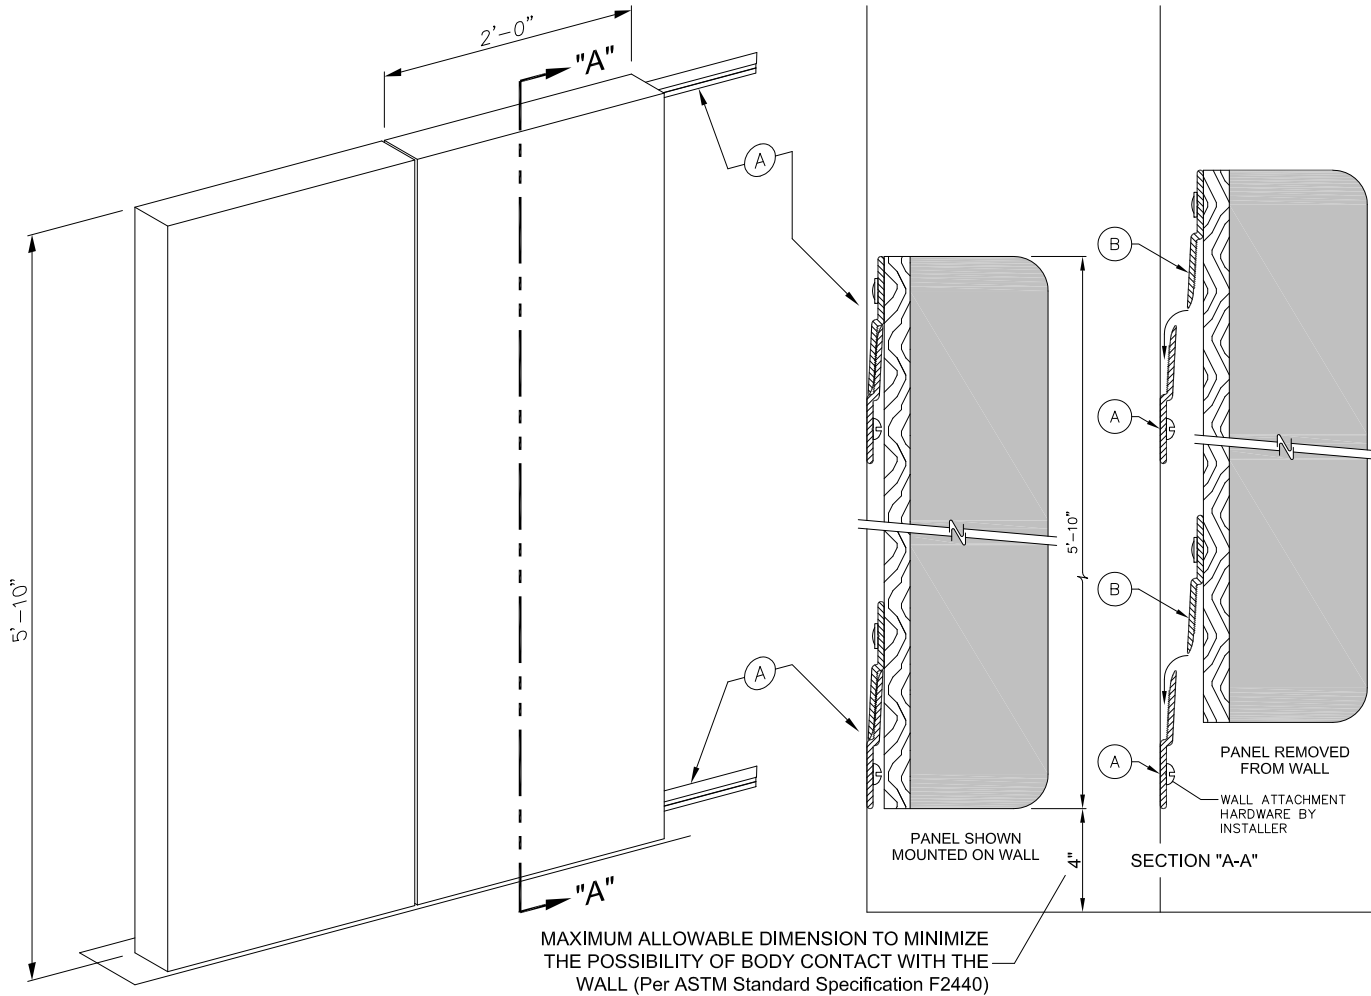 2'-0"
"A"
A
B
A
5'-10"
5'-10"
B
A
A
PANEL REMOVED
FROM WALL
WALL ATTACHMENT
HARDWARE BY
INSTALLER
PANEL SHOWN
MOUNTED ON WALL
4"
SECTION "A-A"
"A"
MAXIMUM ALLOWABLE DIMENSION TO MINIMIZE
THE POSSIBILITY OF BODY CONTACT WITH THE
WALL (Per ASTM Standard Specification F2440)